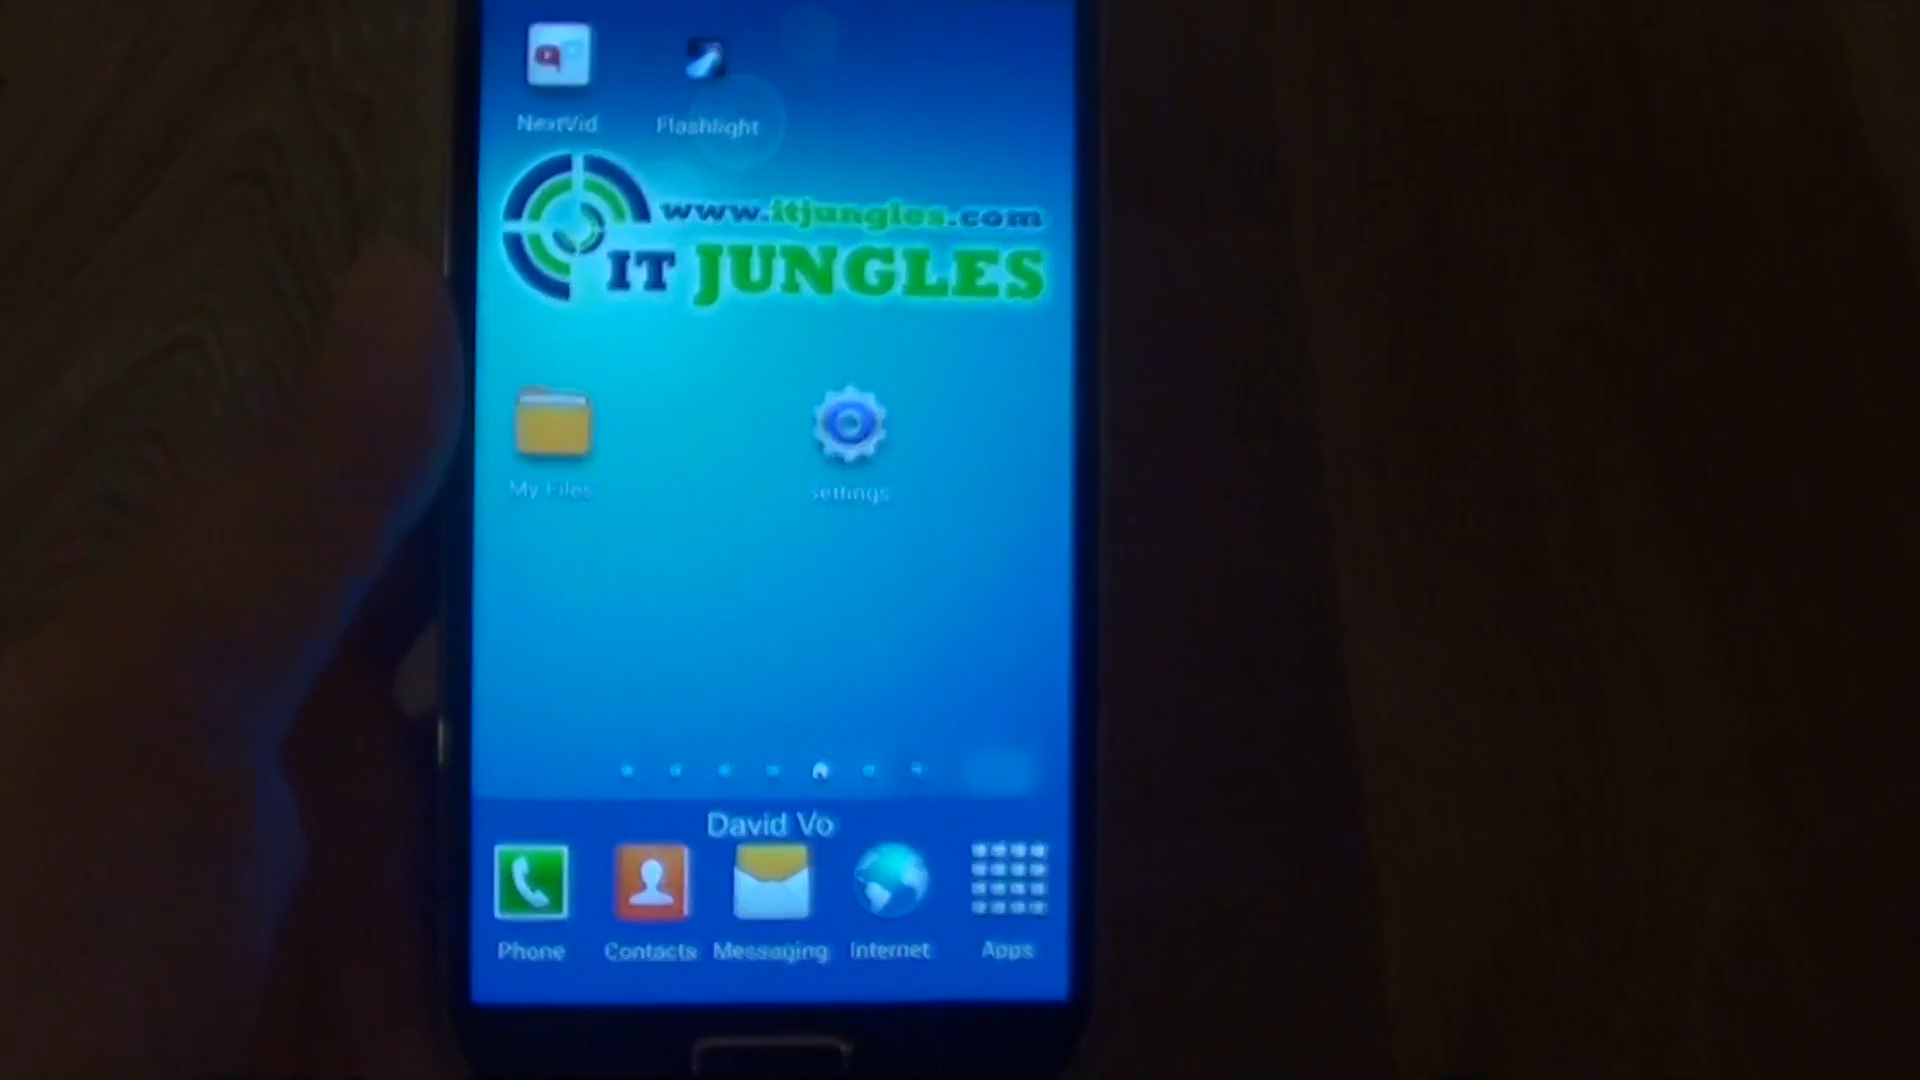 NextVid Flashlight
www.itjungles.com
IT JUNGLES
My Files Settings
David Vo
Phone Contacts Messaging Internet Apps